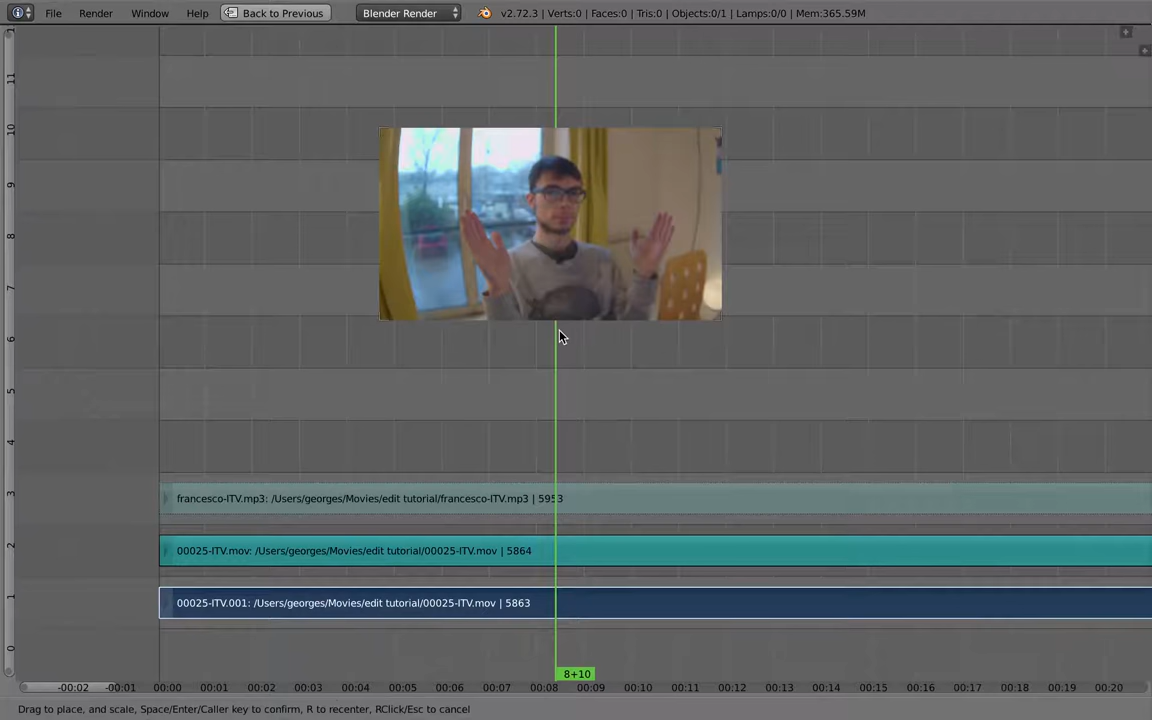 File Render Window Help Back to Previous Blender Render v2.72.3 | Verts:0 | Faces:0 | Tris:0 | Objects:0/1 | Lamps:0/0 | Mem:365.59M
11
10
9
8
7
6
5
4
3 francesco-ITV.mp3: /Users/georges/Movies/edit tutorial/francesco-ITV.mp3 | 5953
2 00025-ITV.mov: /Users/georges/Movies/edit tutorial/00025-ITV.mov | 5864
1 00025-ITV.001: /Users/georges/Movies/edit tutorial/00025-ITV.mov | 5863
0
8+10
-00:02 -00:01 00:00 00:01 00:02 00:03 00:04 00:05 00:06 00:07 00:08 00:09 00:10 00:11 00:12 00:13 00:14 00:15 00:16 00:17 00:18 00:19 00:20
Drag to place, and scale, Space/Enter/Caller key to confirm, R to recenter, RClick/Esc to cancel